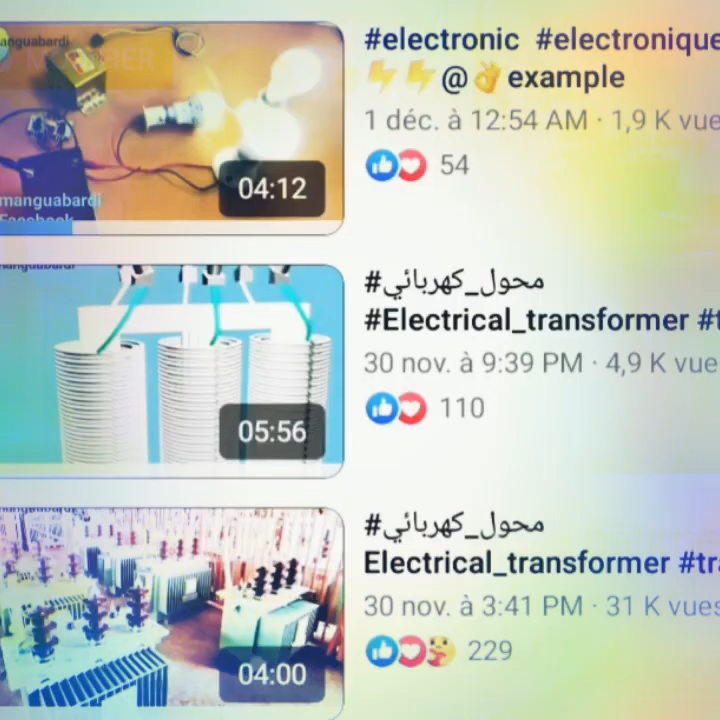 anguabardi
#electronic #electronique
⚡⚡@👌example
1 déc. à 12:54 AM · 1,9 K vue
54
04:12
manguabardi
Facebook
#محول_كهربائي
#Electrical_transformer #t
30 nov. à 9:39 PM · 4,9 K vue
110
05:56
#محول_كهربائي
Electrical_transformer #tra
30 nov. à 3:41 PM · 31 K vues
229
04:00